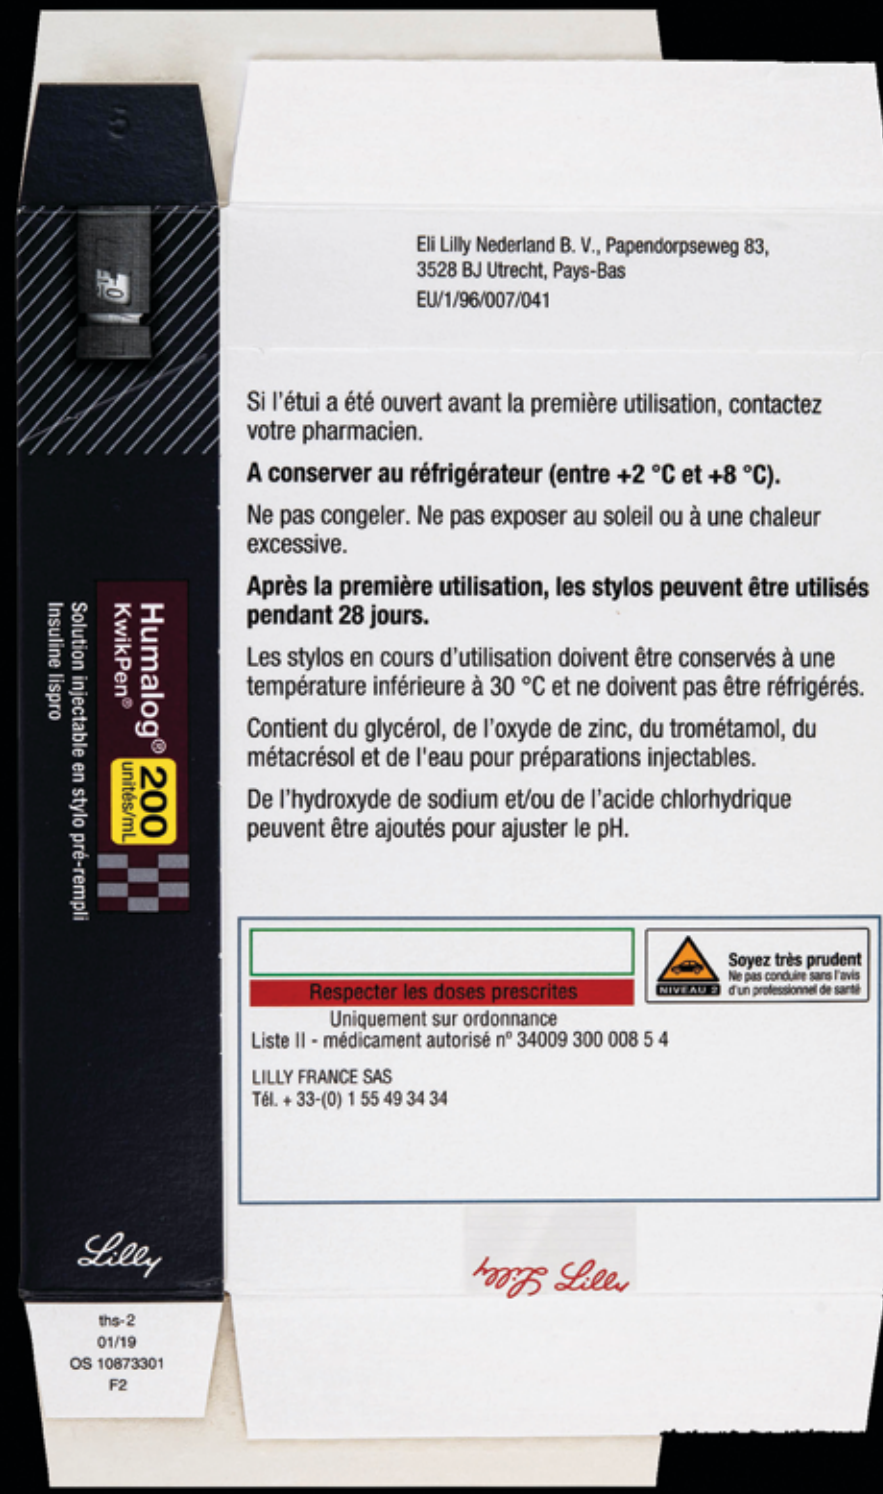 Eli Lilly Nederland B. V., Papendorpseweg 83,
3528 BJ Utrecht, Pays-Bas
EU/1/96/007/041
Si l'étui a été ouvert avant la première utilisation, contactez
votre pharmacien.
A conserver au réfrigérateur (entre +2 °C et +8 °C).
Ne pas congeler. Ne pas exposer au soleil ou à une chaleur
excessive.
Après la première utilisation, les stylos peuvent être utilisés
pendant 28 jours.
Les stylos en cours d'utilisation doivent être conservés à une
température inférieure à 30 °C et ne doivent pas être réfrigérés.
Contient du glycérol, de l'oxyde de zinc, du trométamol, du
métacrésol et de l'eau pour préparations injectables.
De l'hydroxyde de sodium et/ou de l'acide chlorhydrique
peuvent être ajoutés pour ajuster le pH.
Respecter les doses prescrites
Uniquement sur ordonnance
Liste II - médicament autorisé nº 34009 300 008 5 4
LILLY FRANCE SAS
Tél. + 33-(0) 1 55 49 34 34
NIVEAU 2
Soyez très prudent
Ne pas conduire sans l'avis
d'un professionnel de santé
Lilly Lilly
Humalog® 200
KwikPen® unités/mL
Solution injectable en stylo pré-rempli
Insuline lispro
Lilly
ths-2
01/19
OS 10873301
F2